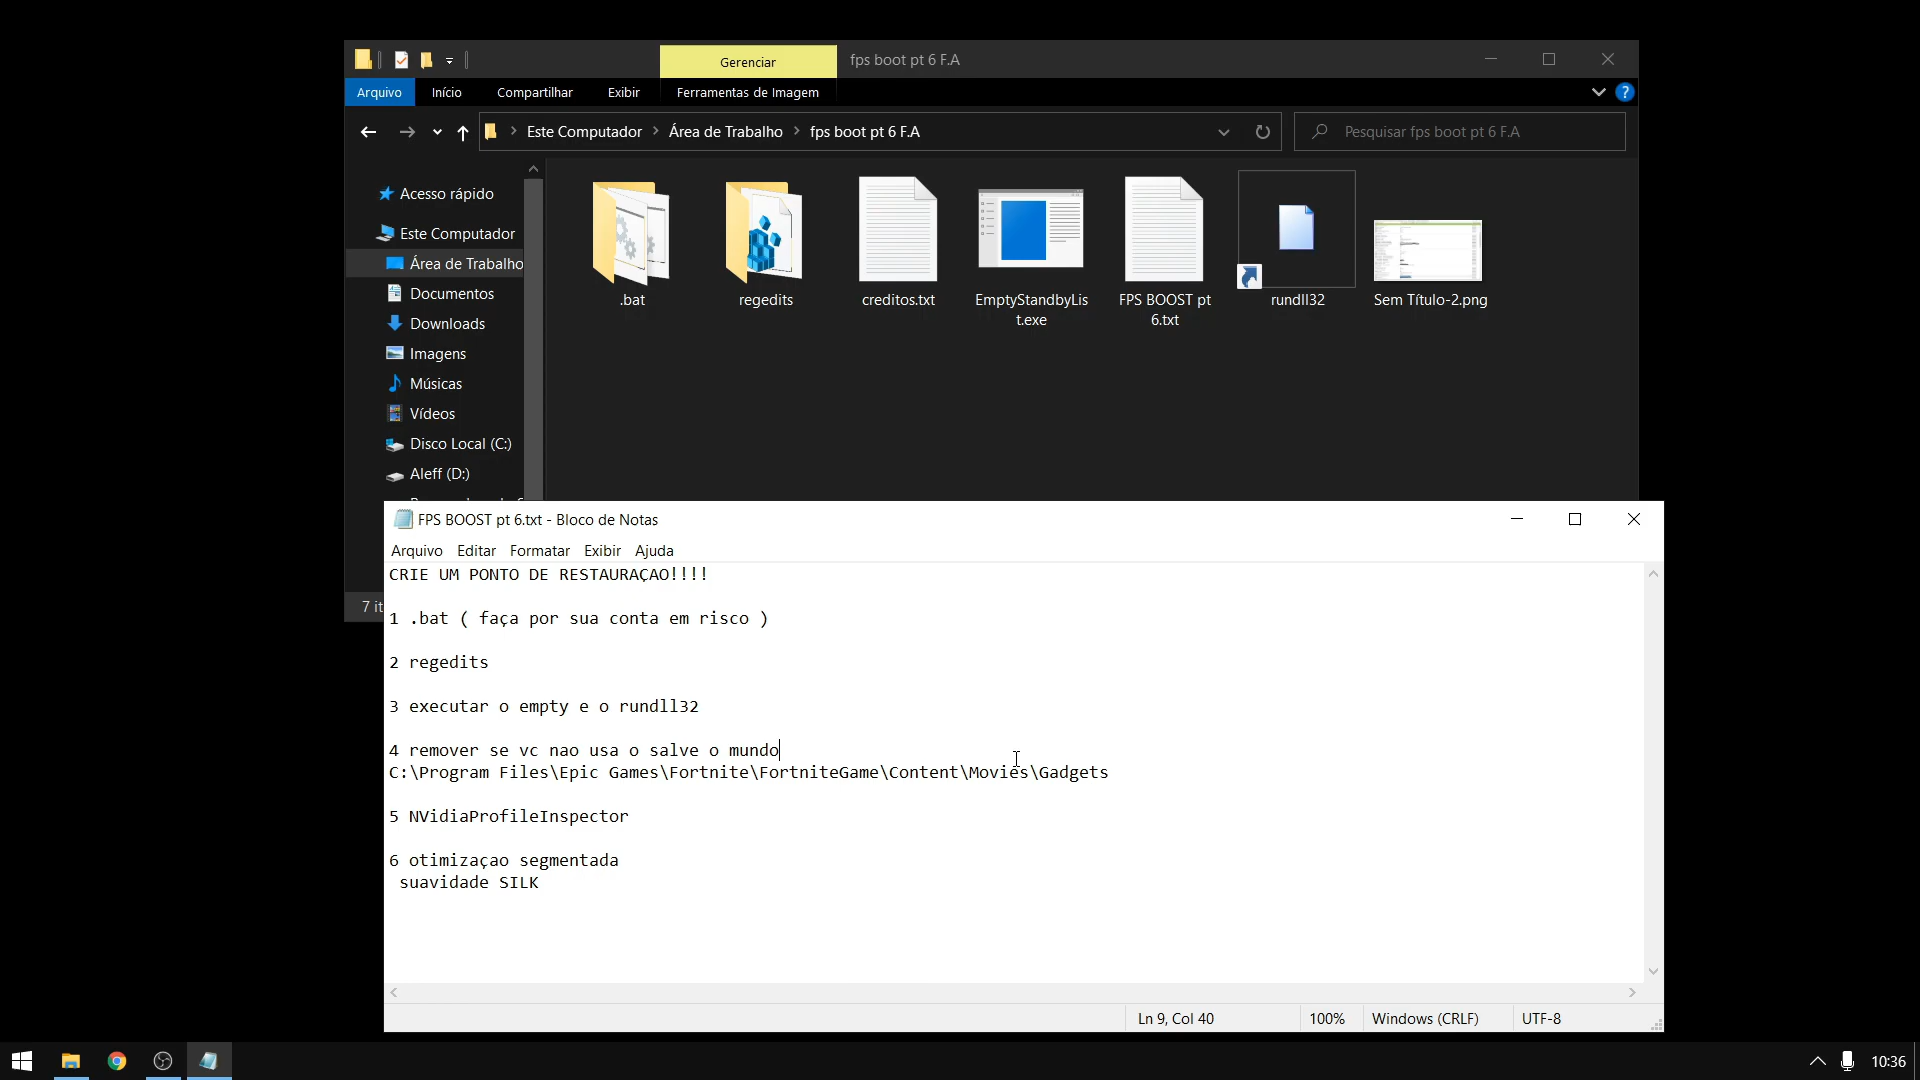 Gerenciar
fps boot pt 6 F.A
Arquivo
Início
Compartilhar
Exibir
Ferramentas de Imagem
Este Computador
Área de Trabalho
fps boot pt 6 F.A
Pesquisar fps boot pt 6 F.A
Acesso rápido
Este Computador
Área de Trabalho
Documentos
Downloads
Imagens
Músicas
Vídeos
Disco Local (C:)
Aleff (D:)
7 it
.bat
regedits
creditos.txt
EmptyStandbyLis
t.exe
FPS BOOST pt
6.txt
rundll32
Sem Título-2.png
FPS BOOST pt 6.txt - Bloco de Notas
Arquivo Editar Formatar Exibir Ajuda
CRIE UM PONTO DE RESTAURAÇAO!!!!
1 .bat ( faça por sua conta em risco )
2 regedits
3 executar o empty e o rundll32
4 remover se vc nao usa o salve o mundo
C:\Program Files\Epic Games\Fortnite\FortniteGame\Content\Movies\Gadgets
5 NVidiaProfileInspector
6 otimizaçao segmentada
suavidade SILK
Ln 9, Col 40
100%
Windows (CRLF)
UTF-8
10:36